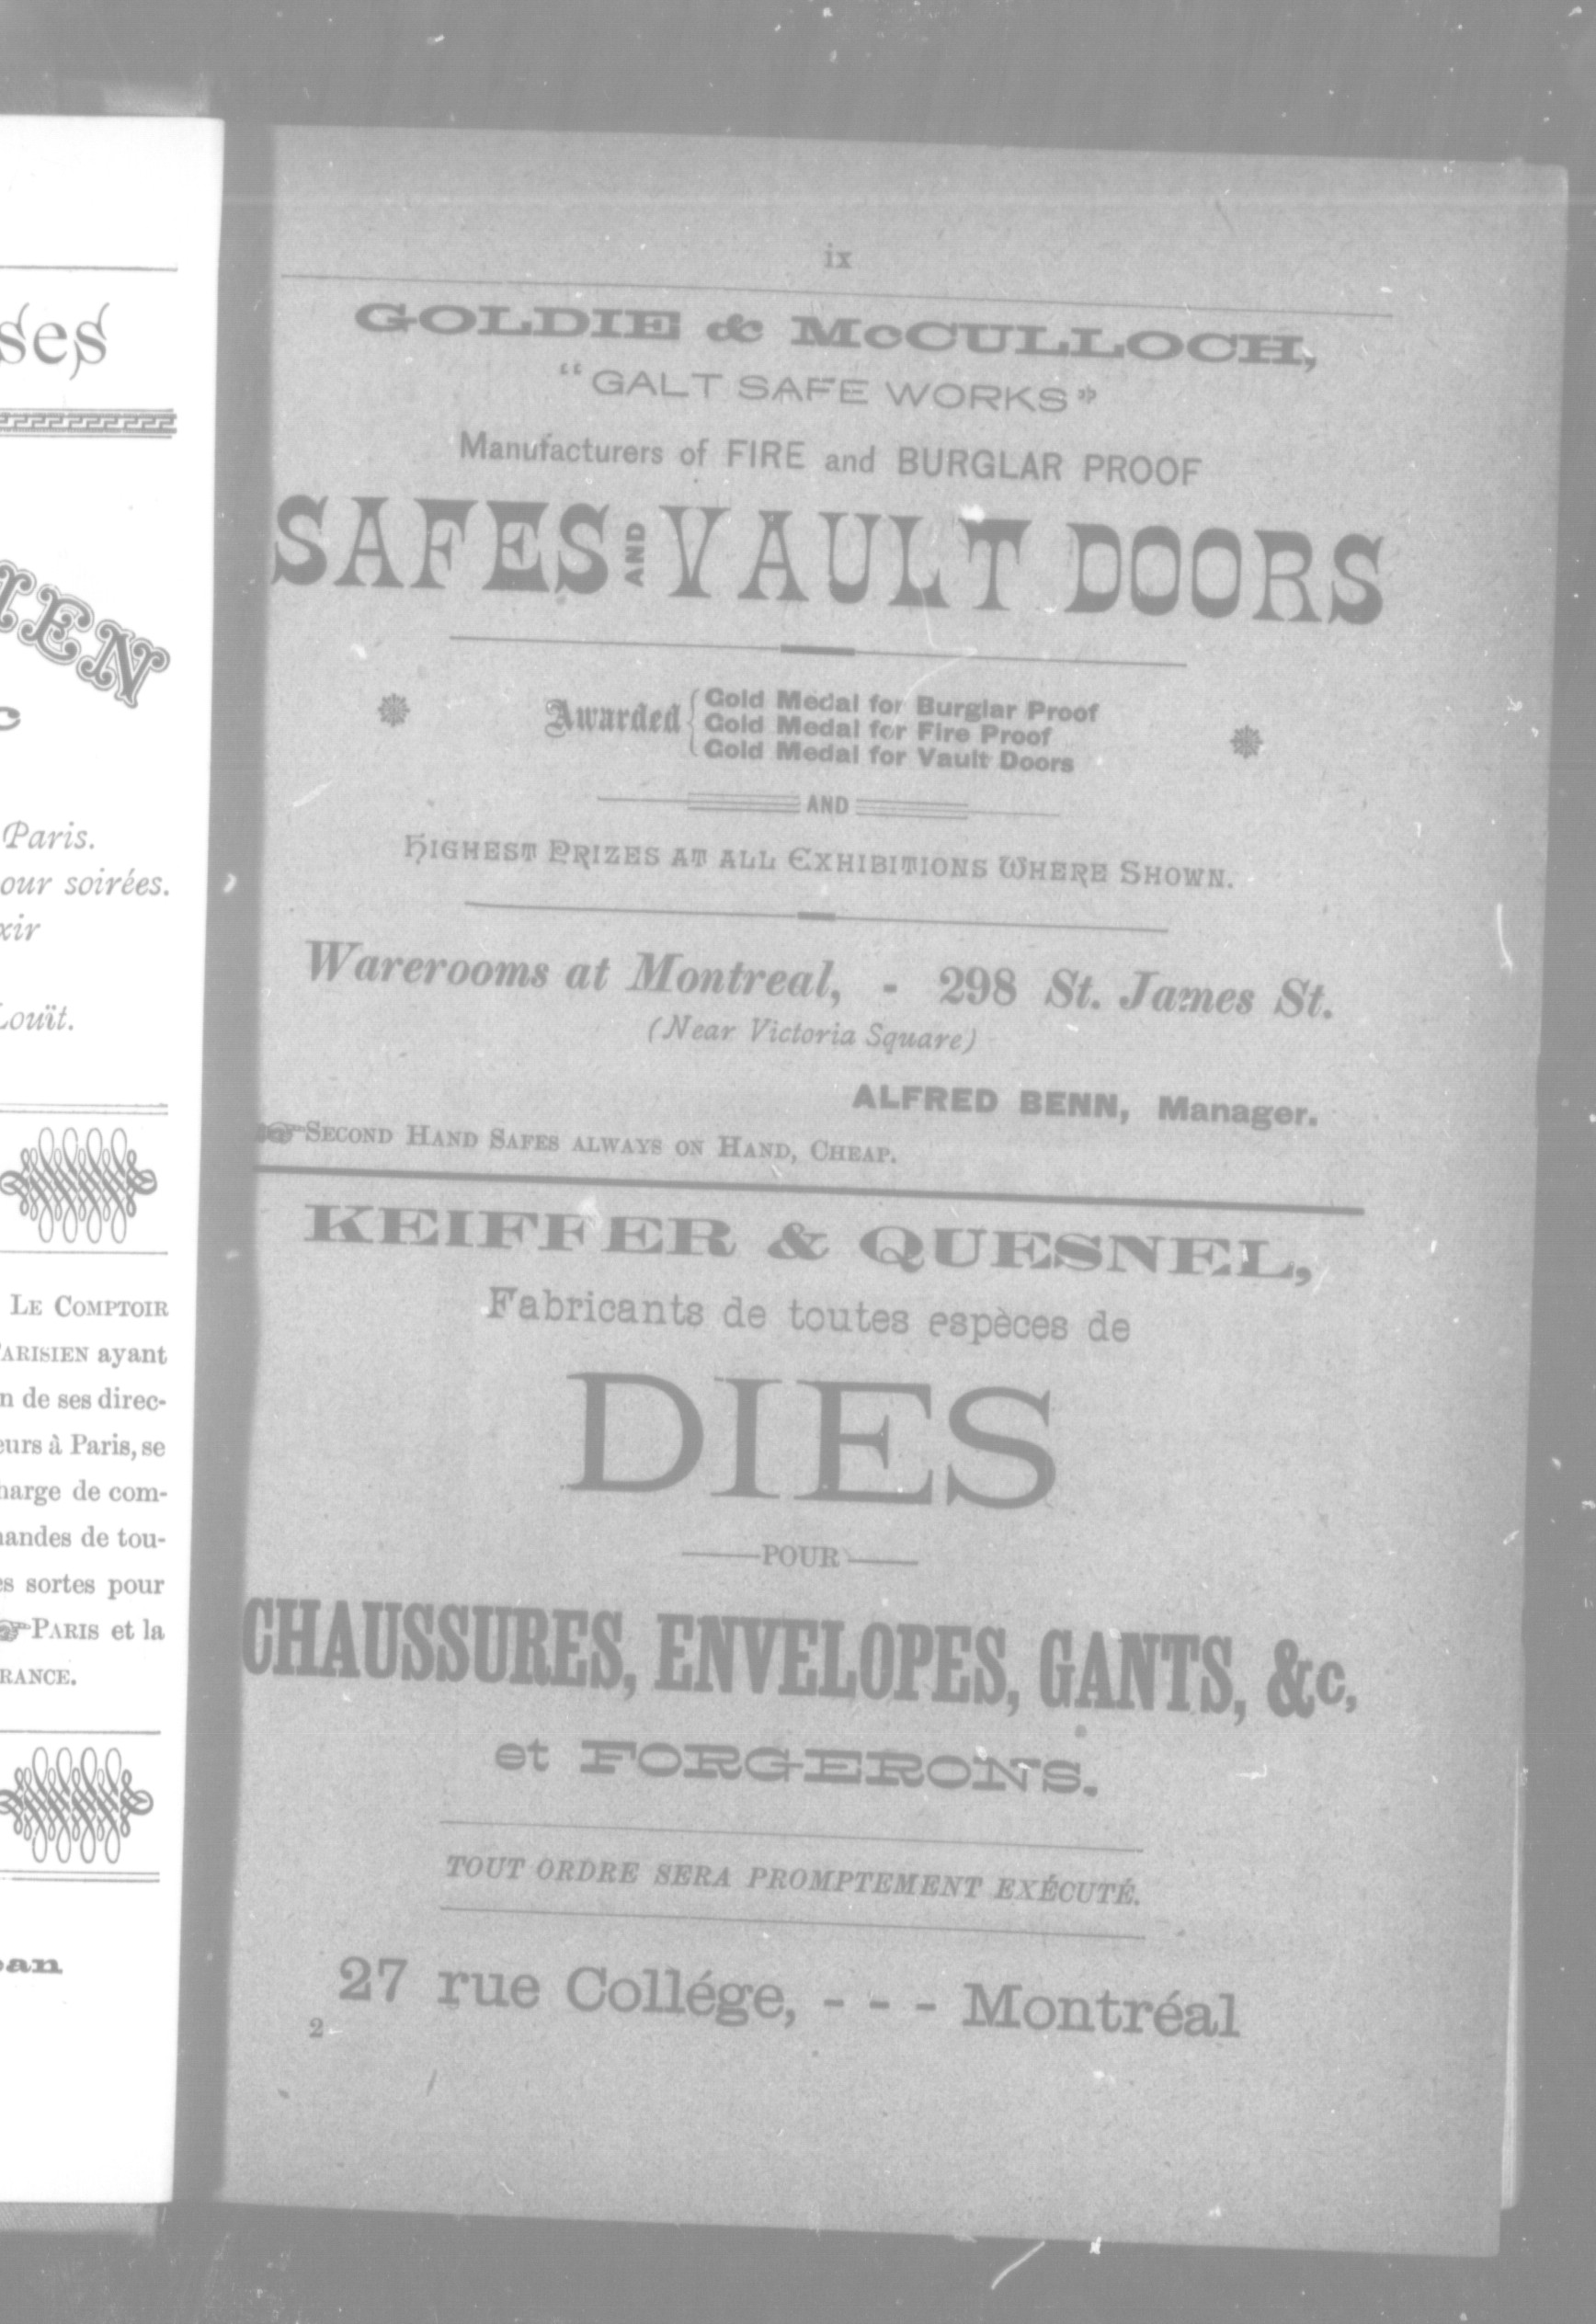 ses
IEN
Paris.
our soirées.
xir
Louït.
LE COMPTOIR
PARISIEN ayant
n de ses direc-
eurs à Paris, se
harge de com-
mandes de tou-
es sortes pour
PARIS et la
RANCE.
ix
GOLDIE & McCULLOCH,
"GALT SAFE WORKS"
Manufacturers of FIRE and BURGLAR PROOF
SAFES AND VAULT DOORS
Awarded
Gold Medal for Burglar Proof
Gold Medal for Fire Proof
Gold Medal for Vault Doors
AND
HIGHEST PRIZES AT ALL EXHIBITIONS WHERE SHOWN.
Warerooms at Montreal, - 298 St. James St.
(Near Victoria Square)
ALFRED BENN, Manager.
☞SECOND HAND SAFES ALWAYS ON HAND, CHEAP.
KEIFFER & QUESNEL,
Fabricants de toutes espèces de
DIES
POUR
CHAUSSURES, ENVELOPES, GANTS, &c,
et FORGERONS.
TOUT ORDRE SERA PROMPTEMENT EXÉCUTÉ.
27 rue Collége, - - - Montréal
2